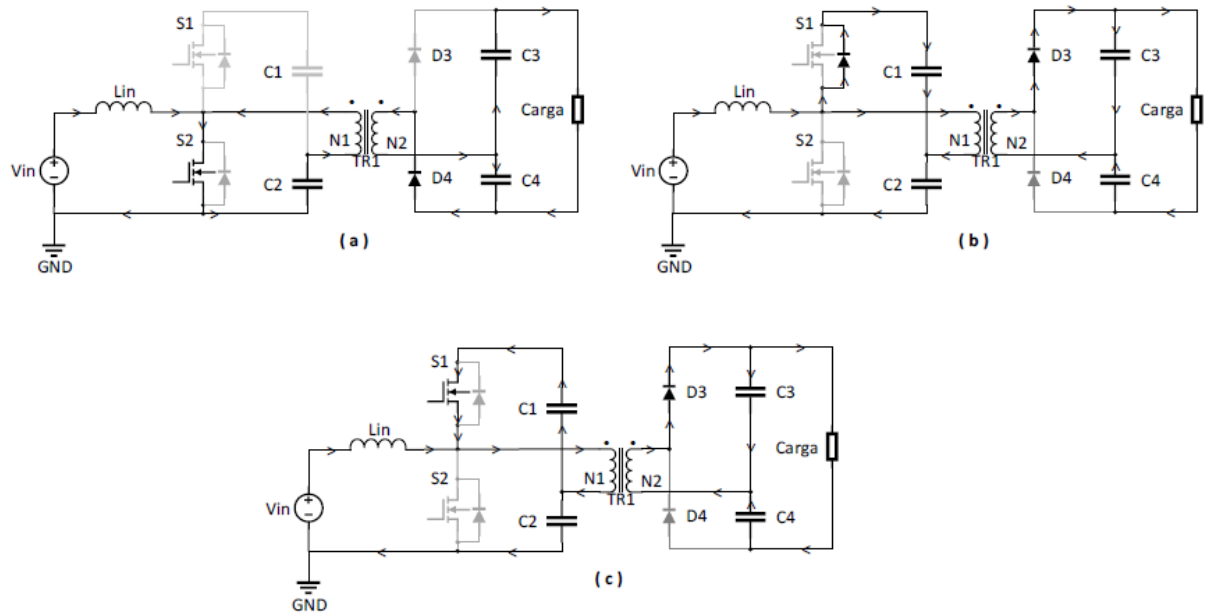 S1
D3
C3
C1
Lin
Carga
S2
N1
N2
TR1
Vin
D4
C4
C2
GND
( a )
S1
D3
C3
C1
Lin
Carga
S2
N1
N2
TR1
Vin
D4
C4
C2
GND
( b )
S1
D3
C3
C1
Lin
Carga
S2
N1
N2
TR1
Vin
D4
C4
C2
GND
( c )